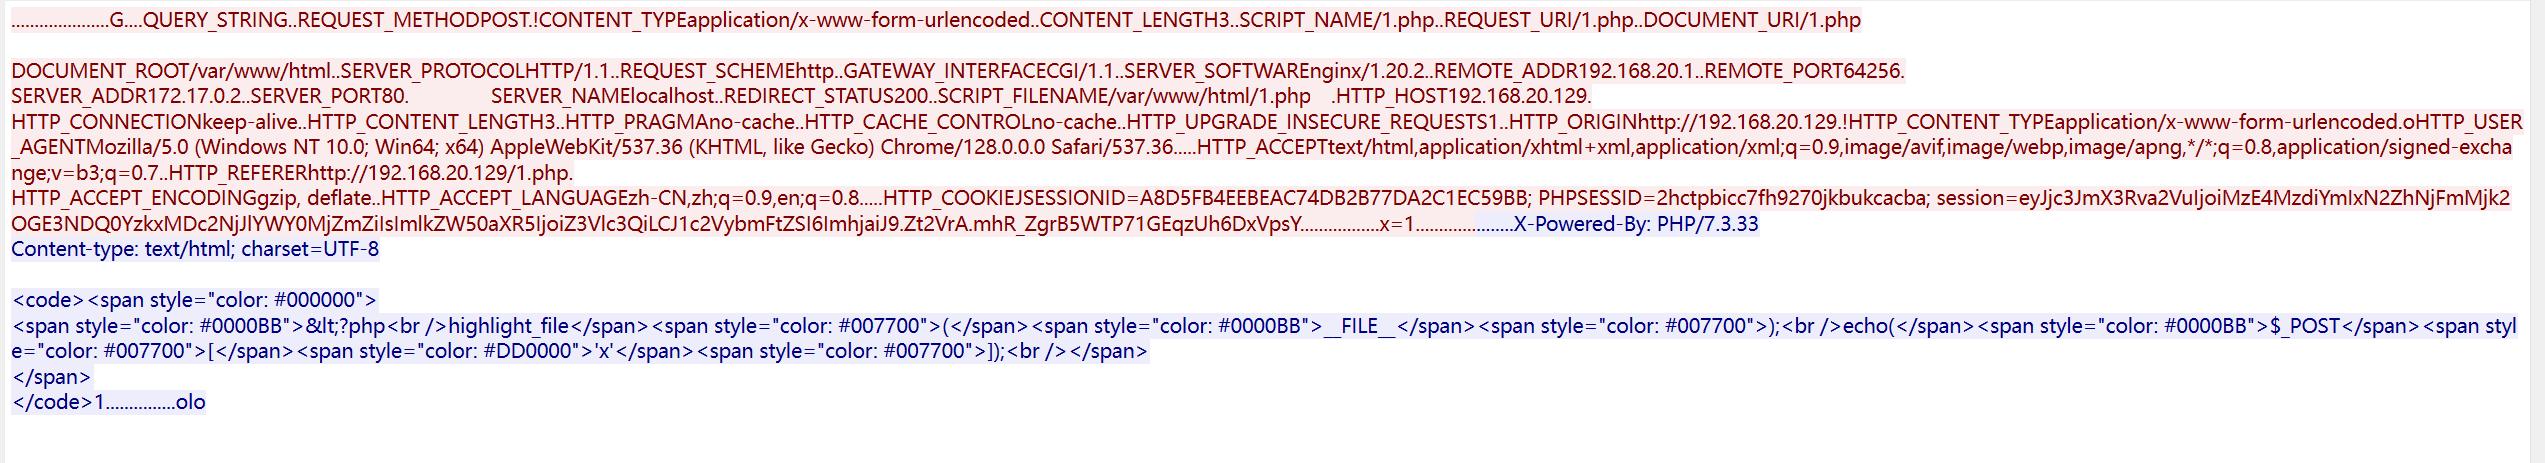 .....................G....QUERY_STRING..REQUEST_METHODPOST.!CONTENT_TYPEapplication/x-www-form-urlencoded..CONTENT_LENGTH3..SCRIPT_NAME/1.php..REQUEST_URI/1.php..DOCUMENT_URI/1.php
DOCUMENT_ROOT/var/www/html..SERVER_PROTOCOLHTTP/1.1..REQUEST_SCHEMEhttp..GATEWAY_INTERFACECGI/1.1..SERVER_SOFTWAREnginx/1.20.2..REMOTE_ADDR192.168.20.1..REMOTE_PORT64256.
SERVER_ADDR172.17.0.2..SERVER_PORT80. SERVER_NAMElocalhost..REDIRECT_STATUS200..SCRIPT_FILENAME/var/www/html/1.php .HTTP_HOST192.168.20.129.
HTTP_CONNECTIONkeep-alive..HTTP_CONTENT_LENGTH3..HTTP_PRAGMAno-cache..HTTP_CACHE_CONTROLno-cache..HTTP_UPGRADE_INSECURE_REQUESTS1..HTTP_ORIGINhttp://192.168.20.129.!HTTP_CONTENT_TYPEapplication/x-www-form-urlencoded.oHTTP_USER
_AGENTMozilla/5.0 (Windows NT 10.0; Win64; x64) AppleWebKit/537.36 (KHTML, like Gecko) Chrome/128.0.0.0 Safari/537.36.....HTTP_ACCEPTtext/html,application/xhtml+xml,application/xml;q=0.9,image/avif,image/webp,image/apng,*/*;q=0.8,application/signed-excha
nge;v=b3;q=0.7..HTTP_REFERERhttp://192.168.20.129/1.php.
HTTP_ACCEPT_ENCODINGgzip, deflate..HTTP_ACCEPT_LANGUAGEzh-CN,zh;q=0.9,en;q=0.8.....HTTP_COOKIEJSESSIONID=A8D5FB4EEBEAC74DB2B77DA2C1EC59BB; PHPSESSID=2hctpbicc7fh9270jkbukcacba; session=eyJjc3JmX3Rva2VuIjoiMzE4MzdiYmIxN2ZhNjFmMjk2
OGE3NDQ0YzkxMDc2NjJlYWY0MjZmZiIsImlkZW50aXR5IjoiZ3Vlc3QiLCJ1c2VybmFtZSI6ImhjaiJ9.Zt2VrA.mhR_ZgrB5WTP71GEqzUh6DxVpsY.................x=1.....................X-Powered-By: PHP/7.3.33
Content-type: text/html; charset=UTF-8
<code><span style="color: #000000">
<span style="color: #0000BB">&lt;?php<br />highlight_file</span><span style="color: #007700">(</span><span style="color: #0000BB">__FILE__</span><span style="color: #007700">);<br />echo(</span><span style="color: #0000BB">$_POST</span><span styl
e="color: #007700">[</span><span style="color: #DD0000">'x'</span><span style="color: #007700">]);<br /></span>
</span>
</code>1...............olo